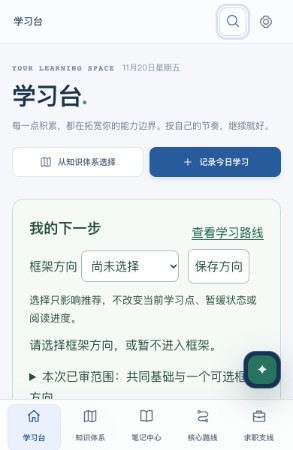 学习台
YOUR LEARNING SPACE 11月20日星期五
学习台.
每一点积累，都在拓宽你的能力边界。按自己的节奏，继续就好。
从知识体系选择
记录今日学习
我的下一步
查看学习路线
框架方向 尚未选择 保存方向
选择只影响推荐，不改变当前学习点、暂缓状态或
阅读进度。
请选择框架方向，或暂不进入框架。
▶ 本次已审范围：共同基础与一个可选框
方向
学习台 知识体系 笔记中心 核心路线 求职支线